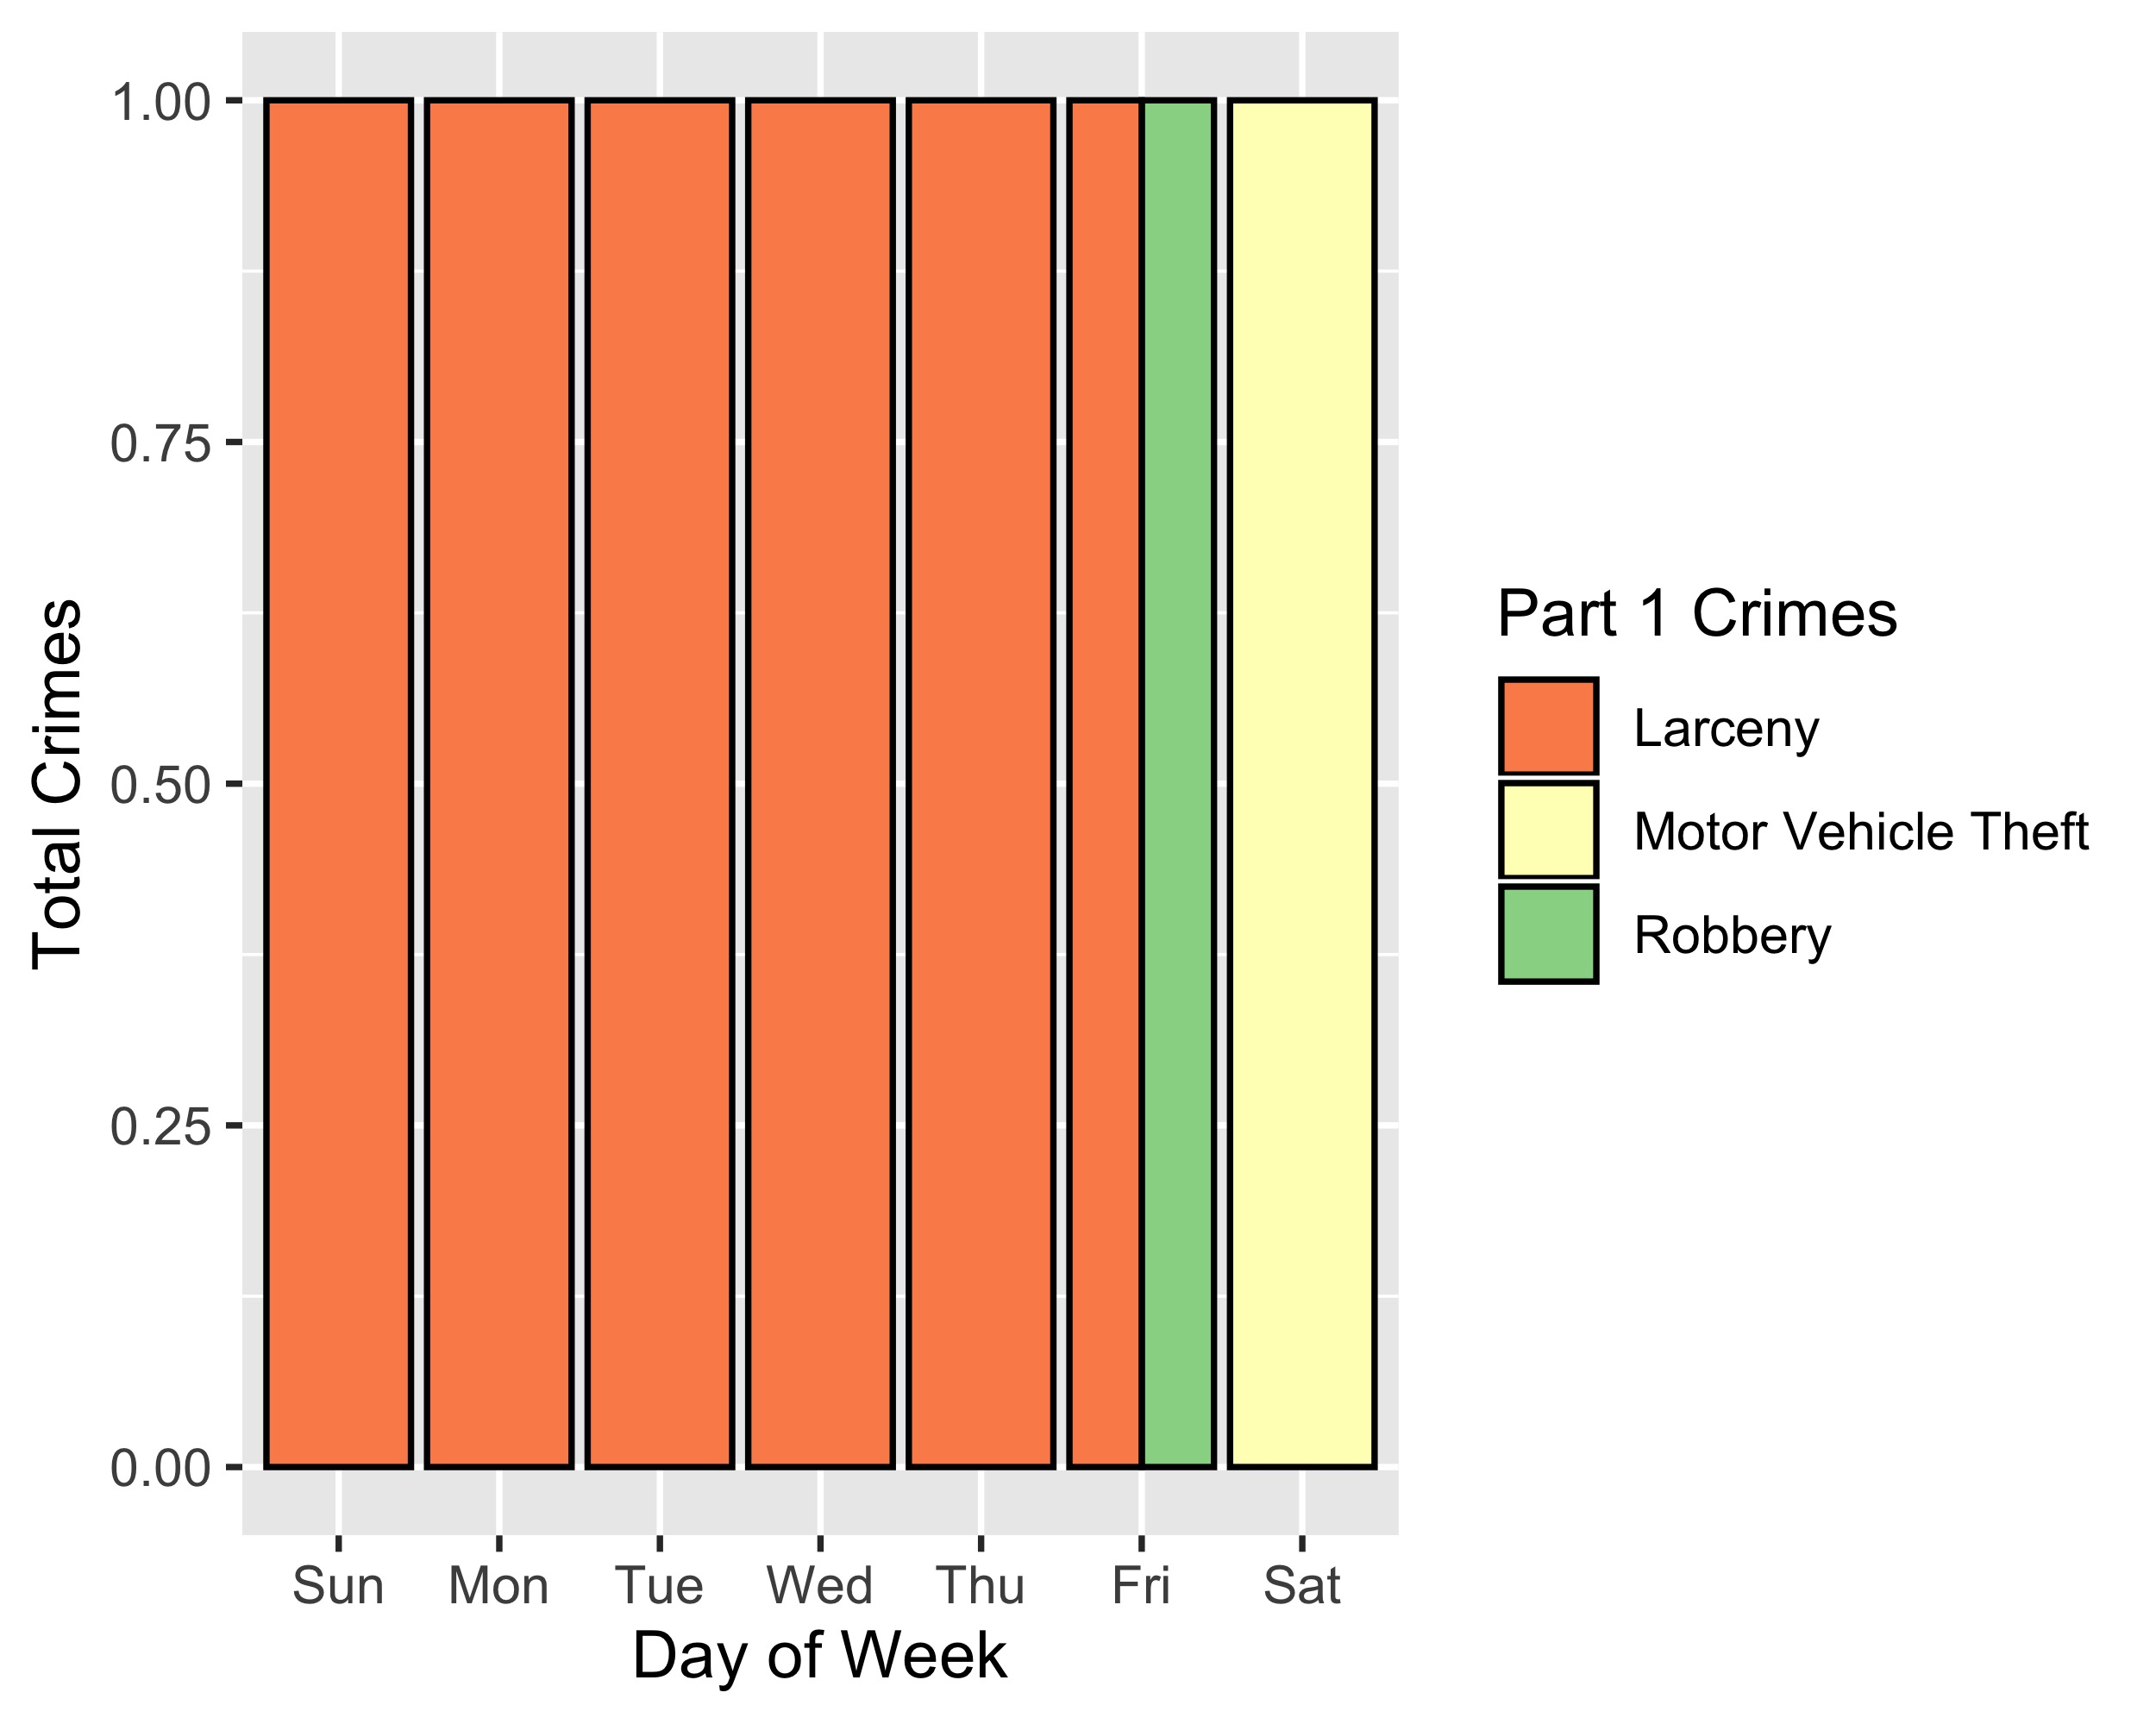 1.00
0.75
0.50
0.25
0.00
Total Crimes
Sun Mon Tue Wed Thu Fri Sat
Day of Week
Part 1 Crimes
Larceny
Motor Vehicle Theft
Robbery